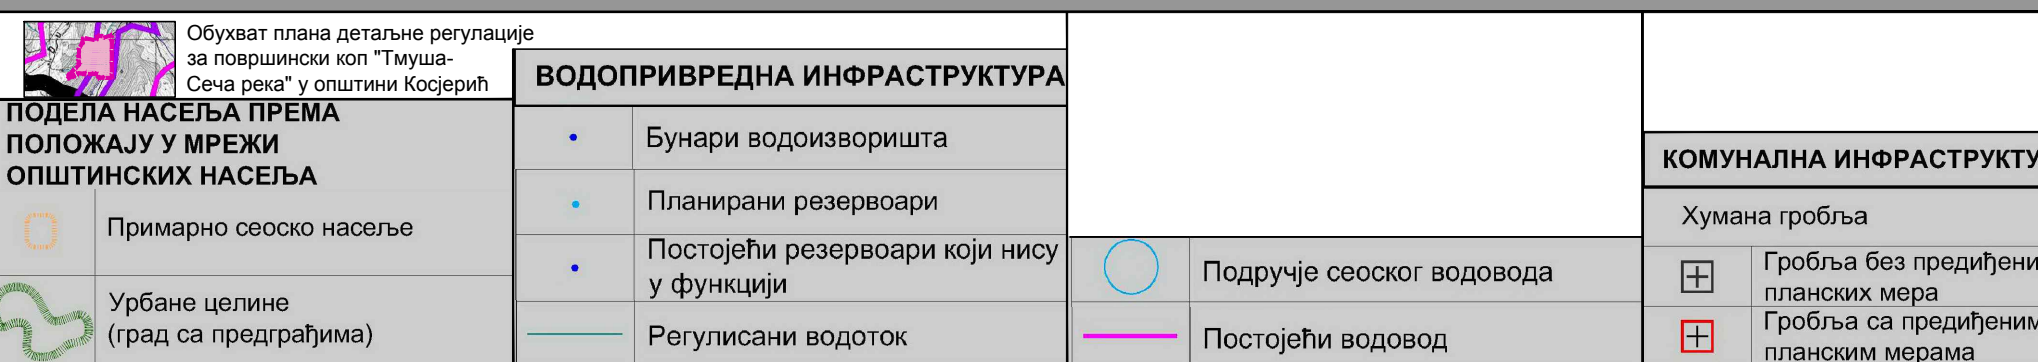 Обухват плана детаљне регулације
за површински коп "Тмуша-
Сеча река" у општини Косјерић
ПОДЕЛА НАСЕЉА ПРЕМА
ПОЛОЖАЈУ У МРЕЖИ
ОПШТИНСКИХ НАСЕЉА
Примарно сеоско насеље
Урбане целине
(град са предграђима)
ВОДОПРИВРЕДНА ИНФРАСТРУКТУРА
Бунари водоизворишта
Планирани резервоари
Постојећи резервоари који нису
у функцији
Регулисани водоток
Подручје сеоског водовода
Постојећи водовод
КОМУНАЛНА ИНФРАСТРУКТУ
Хумана гробља
Гробља без предиђени
планских мера
Гробља са предиђеним
планским мерама